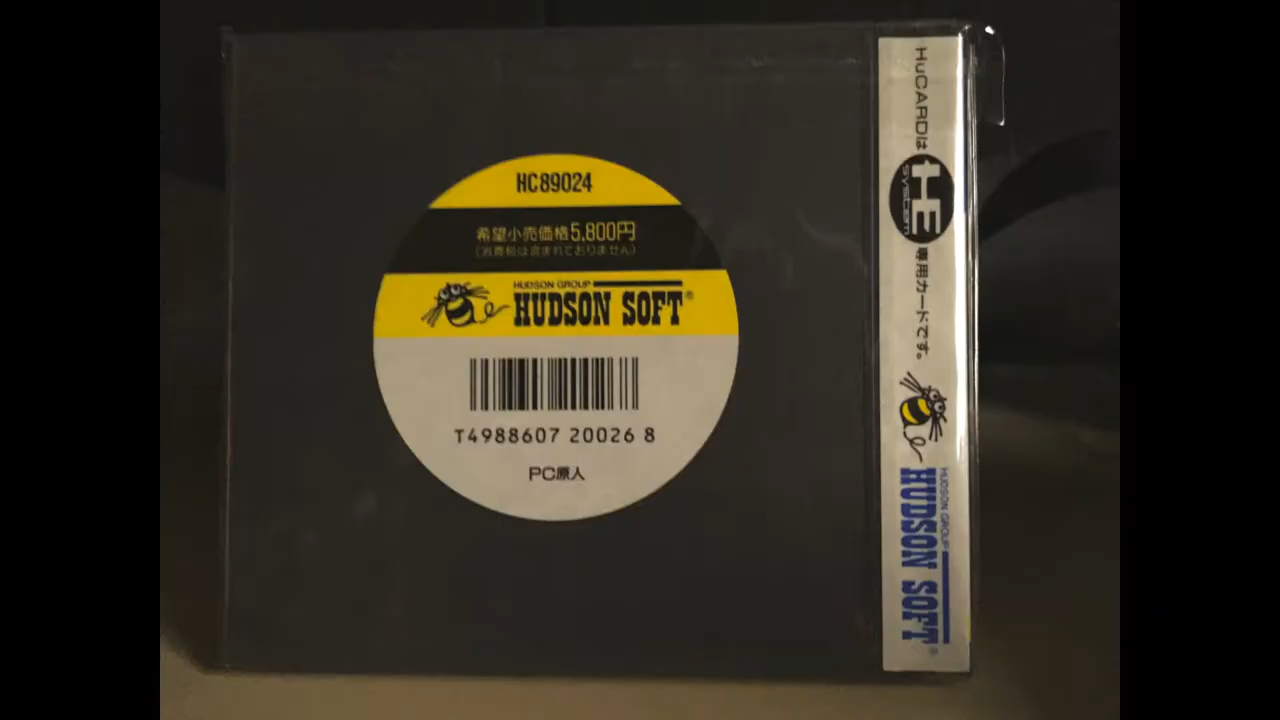 HC89024
希望小売価格5,800円
(消費税は含まれておりません)
HUDSON GROUP
HUDSON SOFT®
T4988607 20026 8
PC原人
HuCARDは
HE
system
専用カードです。
HUDSON GROUP
HUDSON SOFT®